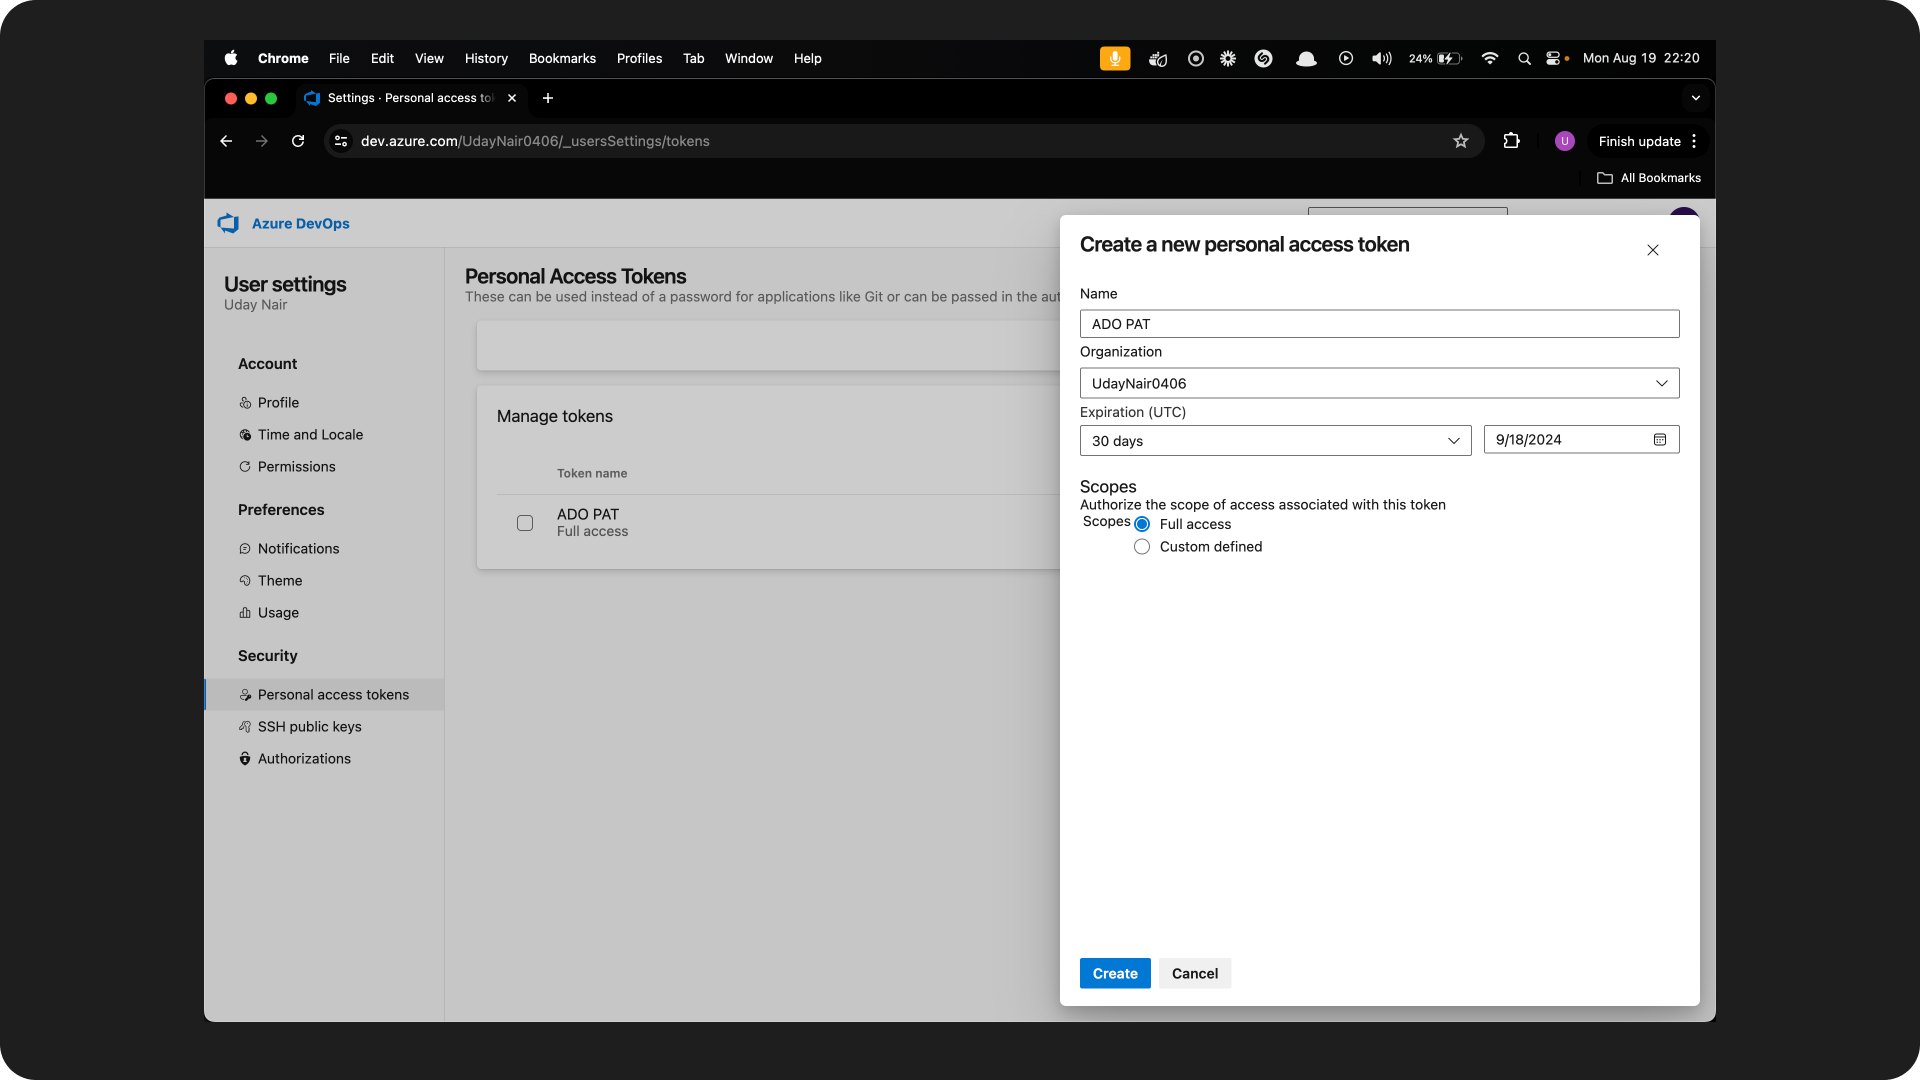 Chrome File Edit View History Bookmarks Profiles Tab Window Help 24% Mon Aug 19 22:20
Settings · Personal access to
dev.azure.com/UdayNair0406/_usersSettings/tokens U Finish update
All Bookmarks
Azure DevOps
User settings
Uday Nair
Account
Profile
Time and Locale
Permissions
Preferences
Notifications
Theme
Usage
Security
Personal access tokens
SSH public keys
Authorizations
Personal Access Tokens
These can be used instead of a password for applications like Git or can be passed in the aut
Manage tokens
Token name
ADO PAT
Full access
Create a new personal access token
Name
ADO PAT
Organization
UdayNair0406
Expiration (UTC)
30 days 9/18/2024
Scopes
Authorize the scope of access associated with this token
Scopes Full access
Custom defined
Create Cancel